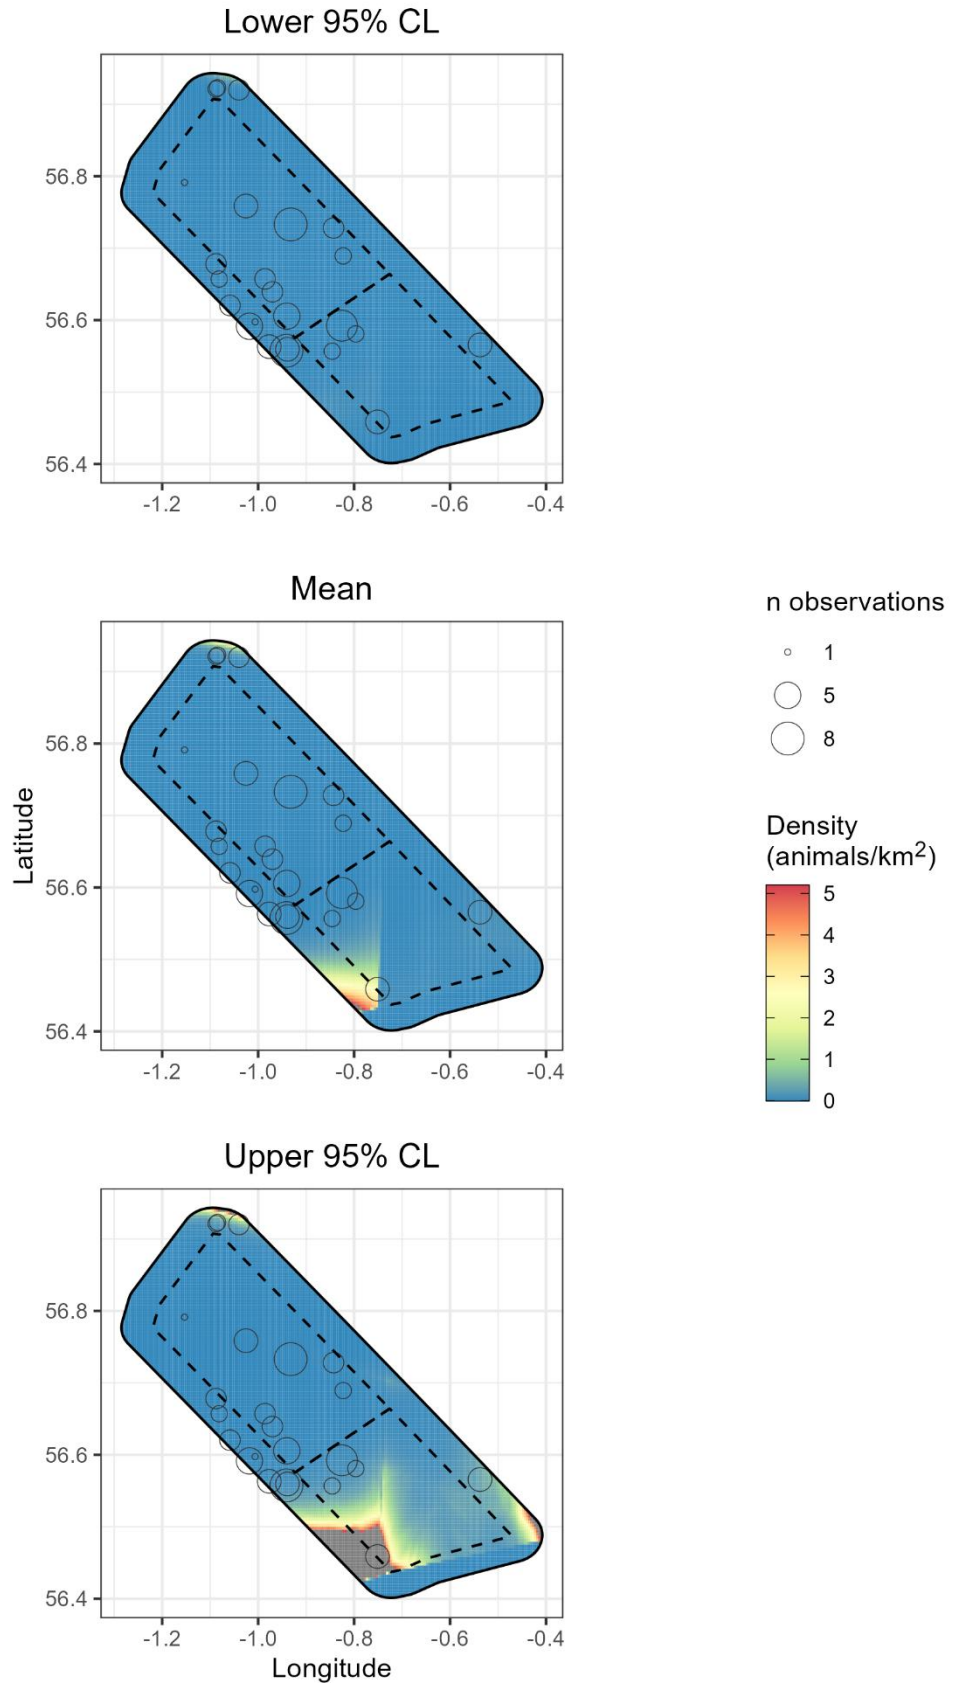 Lower 95% CL
56.8
56.6
56.4
-1.2 -1.0 -0.8 -0.6 -0.4
Mean
56.8
56.6
56.4
-1.2 -1.0 -0.8 -0.6 -0.4
Latitude
n observations
1
5
8
Density
(animals/km²)
5
4
3
2
1
0
Upper 95% CL
56.8
56.6
56.4
-1.2 -1.0 -0.8 -0.6 -0.4
Longitude